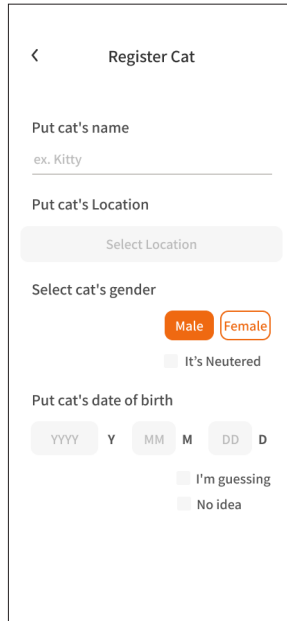 Register Cat
Put cat's name
ex. Kitty
Put cat's Location
Select Location
Select cat's gender
Male Female
It’s Neutered
Put cat's date of birth
YYYY Y MM M DD D
I'm guessing
No idea